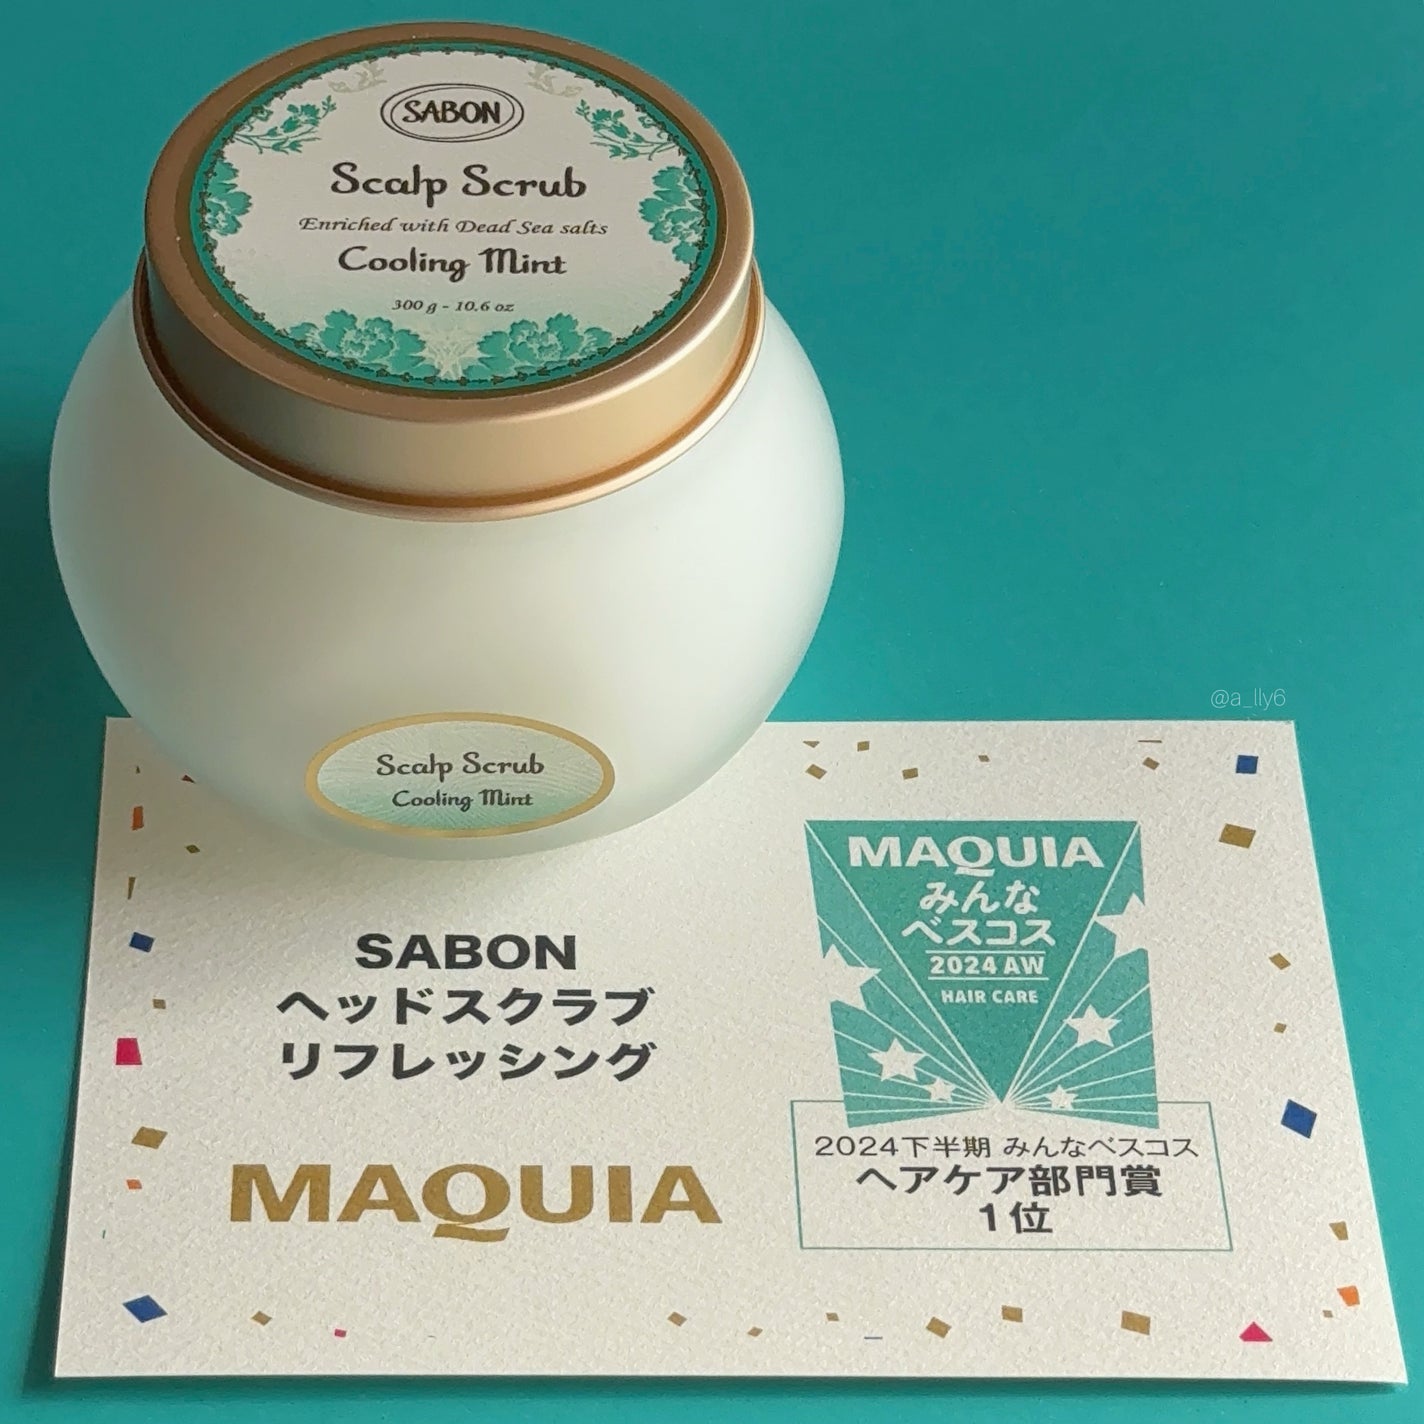 SABON
Scalp Scrub
Enriched with Dead Sea salts
Cooling Mint
300 g - 10.6 oz
Scalp Scrub
Cooling Mint
@a_lly6
SABON
ヘッドスクラブ
リフレッシング
MAQUIA
MAQUIA
みんな
ベスコス
2024 AW
HAIR CARE
2024下半期 みんなベスコス
ヘアケア部門賞
1位